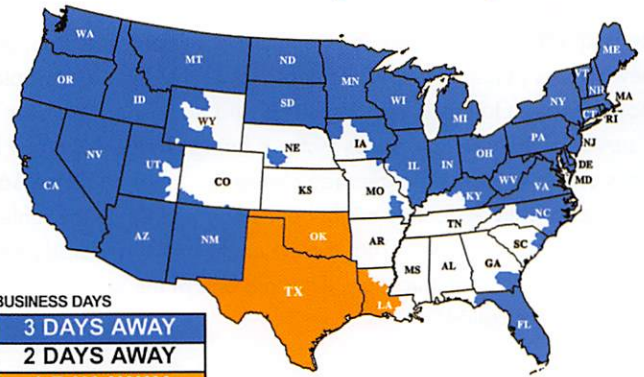 WA
MT
ND
MN
ME
VT
NH
MA
OR
ID
SD
WI
MI
NY
CT
RI
WY
NE
IA
PA
NJ
NV
UT
CO
KS
MO
IL
IN
OH
WV
VA
DE
MD
CA
KY
NC
AZ
NM
OK
AR
TN
SC
TX
LA
MS
AL
GA
FL
BUSINESS DAYS
3 DAYS AWAY
2 DAYS AWAY